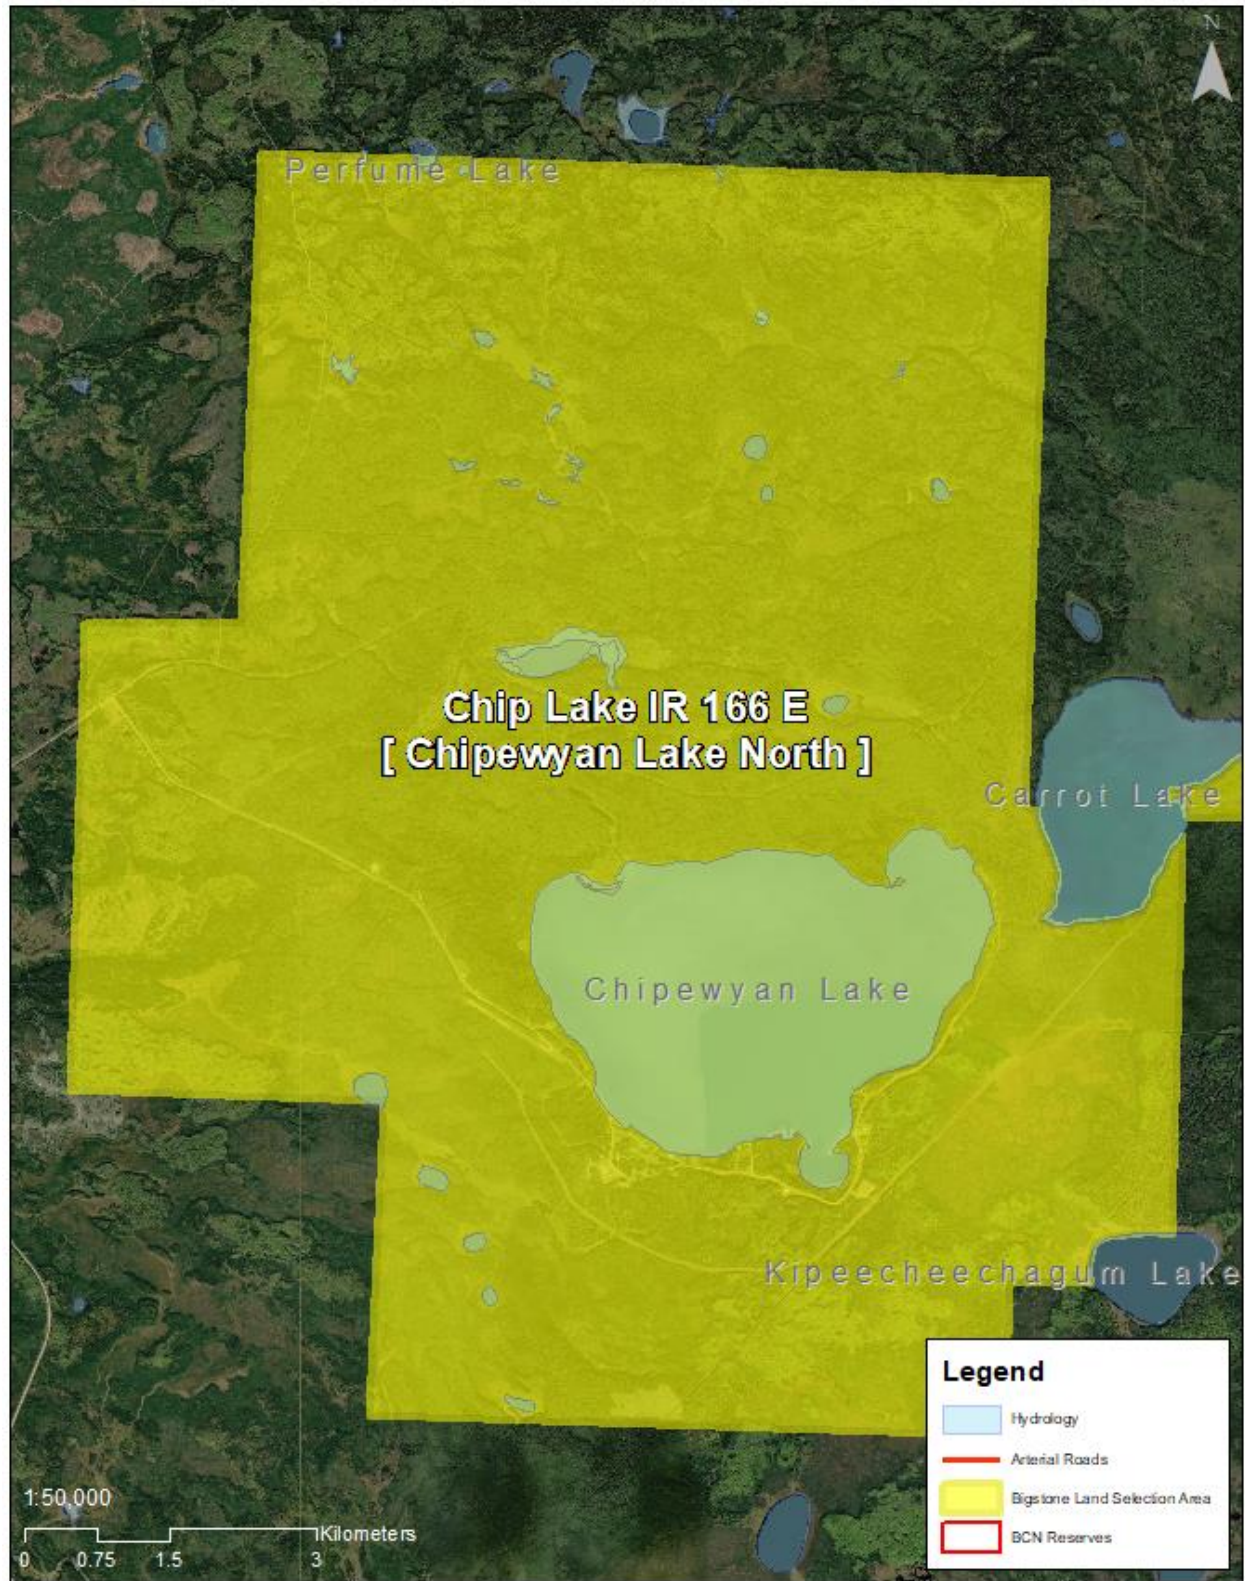 N
Perfume Lake
Chip Lake IR 166 E
[ Chipewyan Lake North ]
Carrot Lake
Chipewyan Lake
Kipeecheechagum Lake
Legend
Hydrology
Arterial Roads
Bigstone Land Selection Area
BCN Reserves
1:50,000
Kilometers
0 0.75 1.5 3